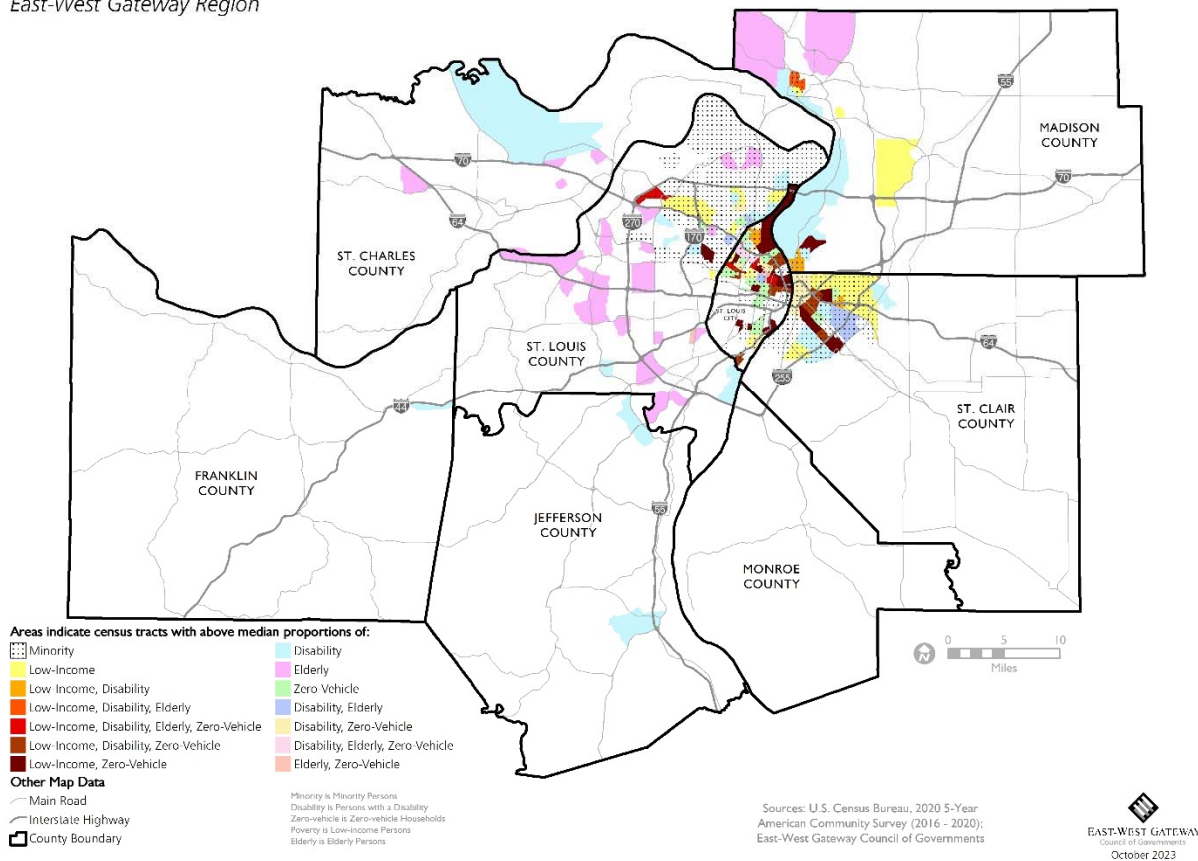 East-West Gateway Region
55
MADISON
COUNTY
70
70
64
270
170
ST. CHARLES
COUNTY
ST. LOUIS
CITY
ST. LOUIS
COUNTY
64
255
44
ST. CLAIR
COUNTY
FRANKLIN
COUNTY
55
JEFFERSON
COUNTY
MONROE
COUNTY
N
0 5 10
Miles
Areas indicate census tracts with above median proportions of:
Minority
Low-Income
Low-Income, Disability
Low-Income, Disability, Elderly
Low-Income, Disability, Elderly, Zero-Vehicle
Low-Income, Disability, Zero-Vehicle
Low-Income, Zero-Vehicle
Disability
Elderly
Zero-Vehicle
Disability, Elderly
Disability, Zero-Vehicle
Disability, Elderly, Zero-Vehicle
Elderly, Zero-Vehicle
Other Map Data
Main Road
Interstate Highway
County Boundary
Minority is Minority Persons
Disability is Persons with a Disability
Zero-vehicle is Zero-vehicle Households
Poverty is Low-income Persons
Elderly is Elderly Persons
Sources: U.S. Census Bureau, 2020 5-Year
American Community Survey (2016 - 2020);
East-West Gateway Council of Governments
EAST-WEST GATEWAY
Council of Governments
October 2023